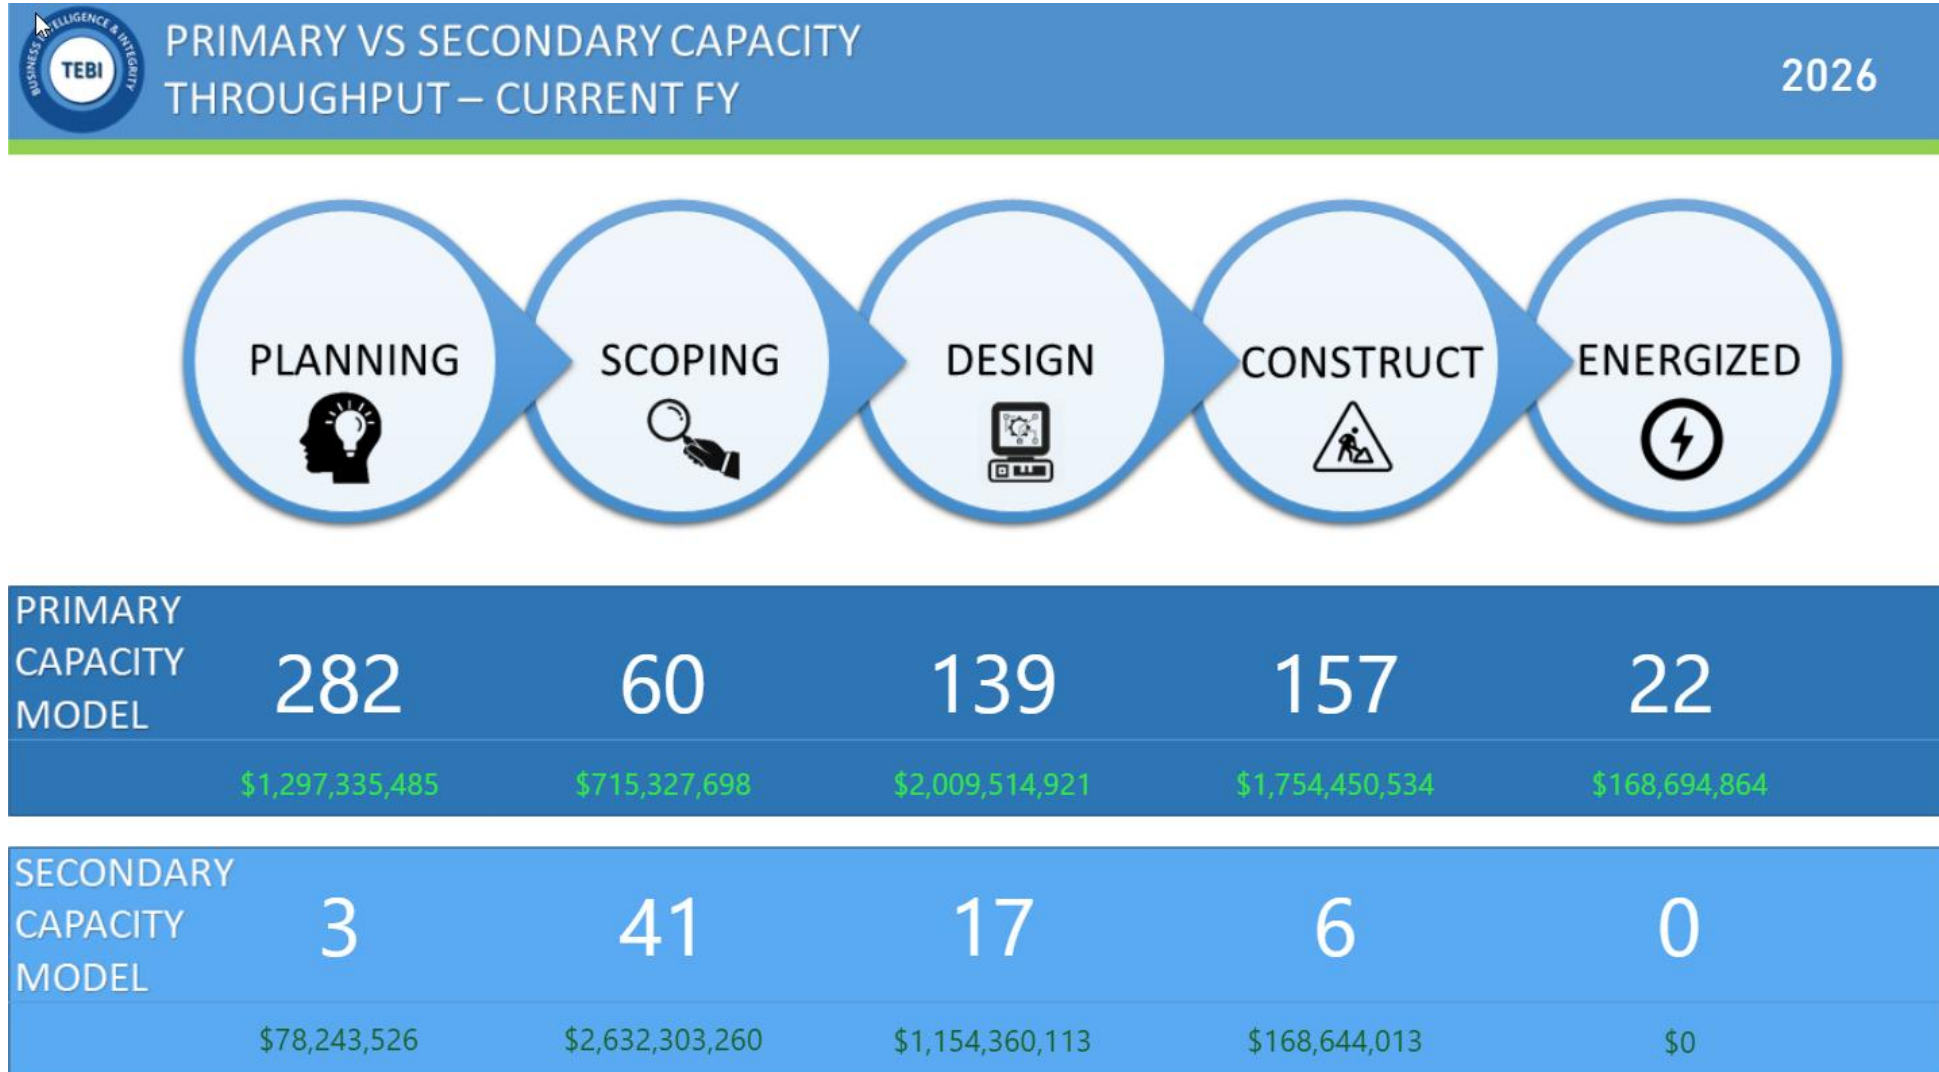 BUSINESS INTELLIGENCE & INTEGRITY
TEBI
PRIMARY VS SECONDARY CAPACITY
THROUGHPUT – CURRENT FY
2026
PLANNING
SCOPING
DESIGN
CONSTRUCT
ENERGIZED
PRIMARY
CAPACITY
MODEL
282
60
139
157
22
$1,297,335,485
$715,327,698
$2,009,514,921
$1,754,450,534
$168,694,864
SECONDARY
CAPACITY
MODEL
3
41
17
6
0
$78,243,526
$2,632,303,260
$1,154,360,113
$168,644,013
$0